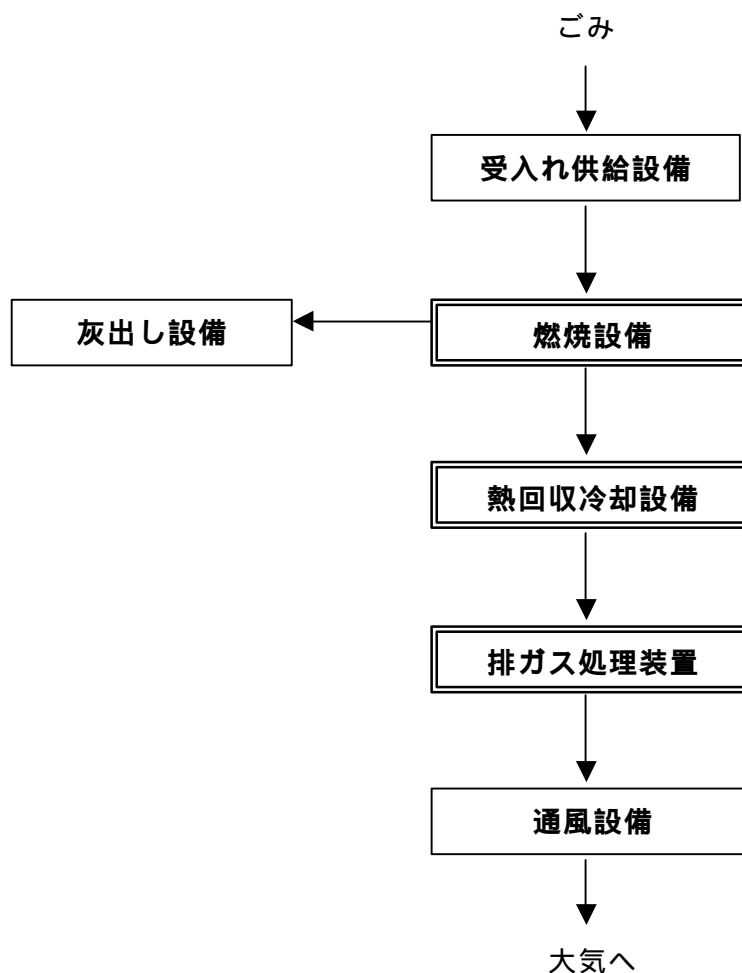 ごみ
受入れ供給設備
灰出し設備
燃焼設備
熱回収冷却設備
排ガス処理装置
通風設備
大気へ